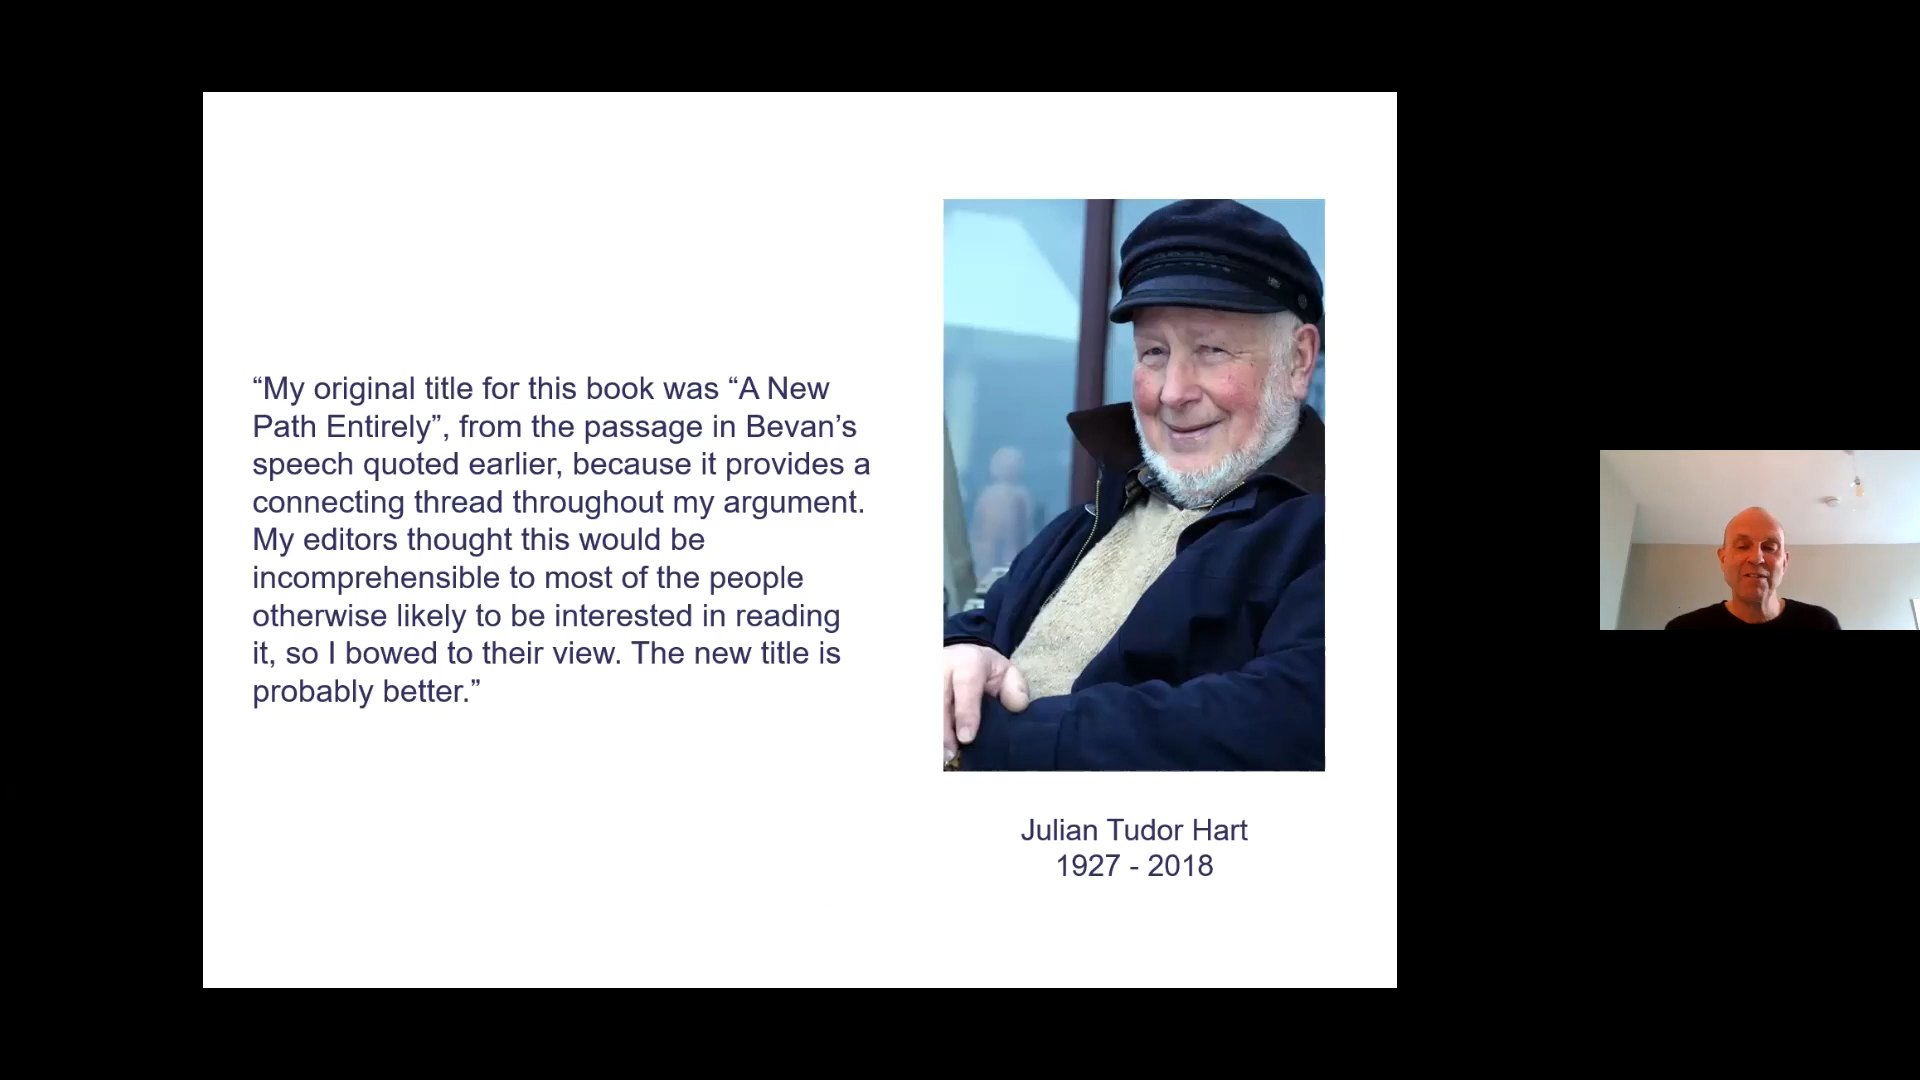 “My original title for this book was “A New
Path Entirely”, from the passage in Bevan’s
speech quoted earlier, because it provides a
connecting thread throughout my argument.
My editors thought this would be
incomprehensible to most of the people
otherwise likely to be interested in reading
it, so I bowed to their view. The new title is
probably better.”
Julian Tudor Hart
1927 - 2018